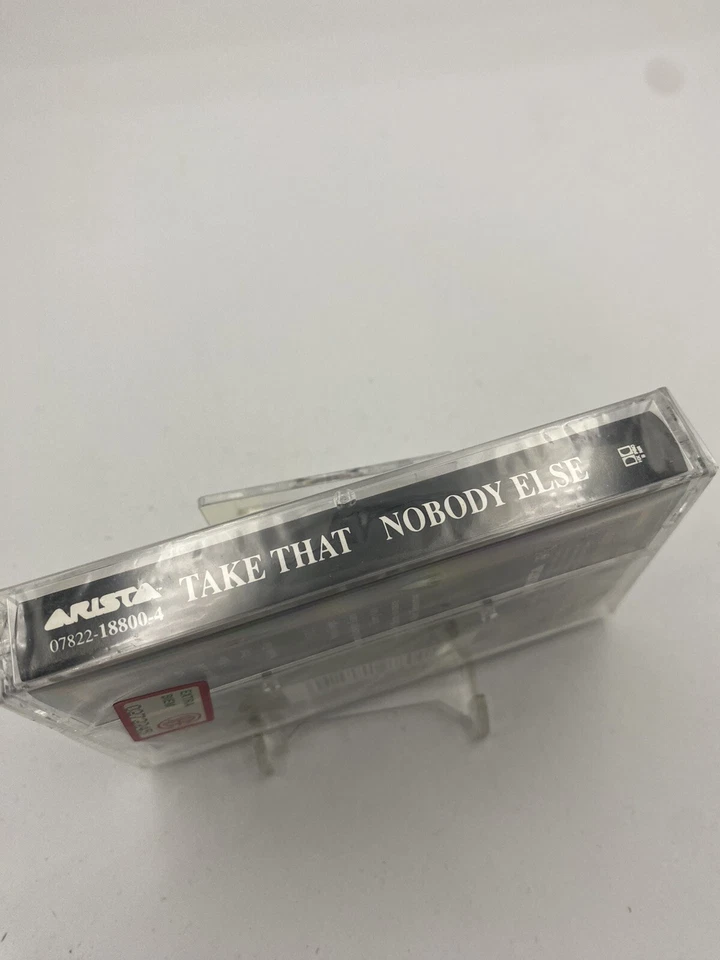 ARISTA
07822-18800-4
TAKE THAT NOBODY ELSE